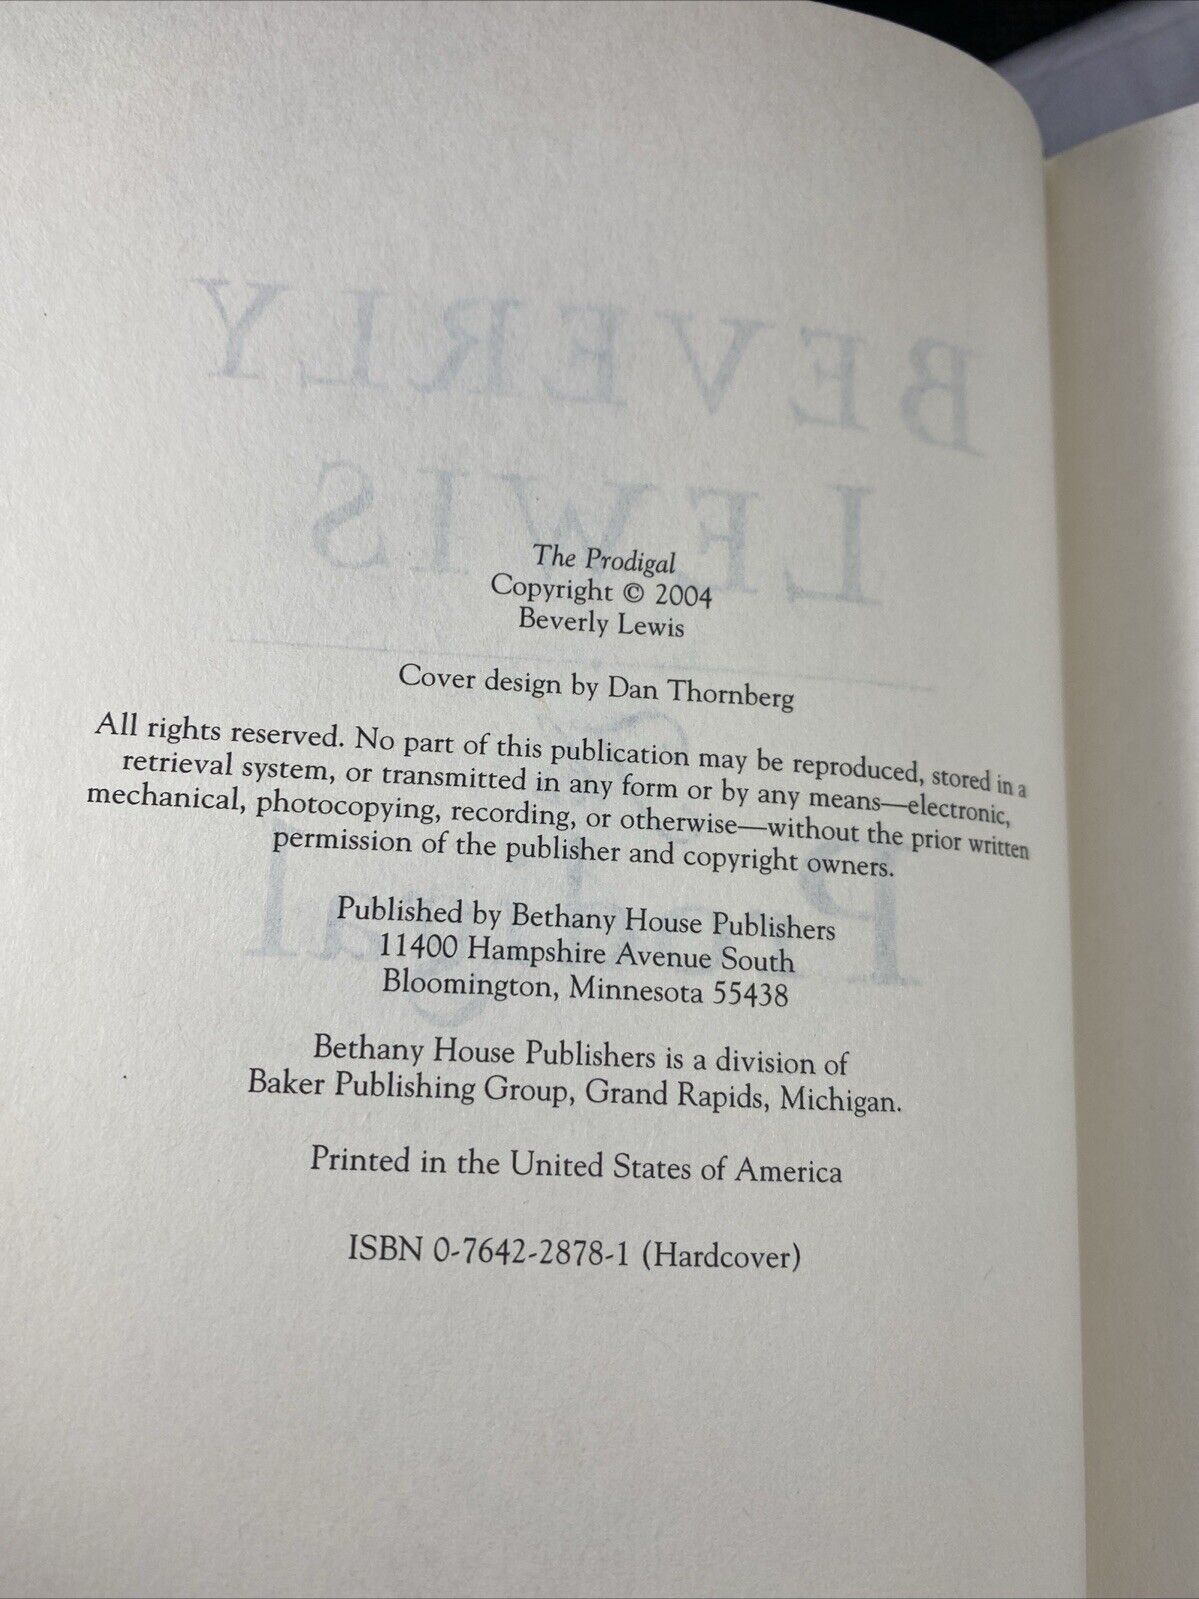 The Prodigal
Copyright © 2004
Beverly Lewis
Cover design by Dan Thornberg
All rights reserved. No part of this publication may be reproduced, stored in a
retrieval system, or transmitted in any form or by any means—electronic,
mechanical, photocopying, recording, or otherwise—without the prior written
permission of the publisher and copyright owners.
Published by Bethany House Publishers
11400 Hampshire Avenue South
Bloomington, Minnesota 55438
Bethany House Publishers is a division of
Baker Publishing Group, Grand Rapids, Michigan.
Printed in the United States of America
ISBN 0-7642-2878-1 (Hardcover)
BEVERLY
LEWIS